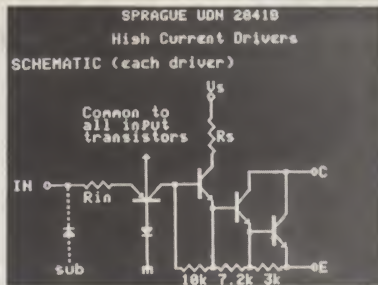 SPRAGUE UDN 2841B
High Current Drivers
SCHEMATIC (each driver)
Vs
Common to
all input
transistors
Rs
C
IN
Rin
sub
E
10k 7.2k 3k